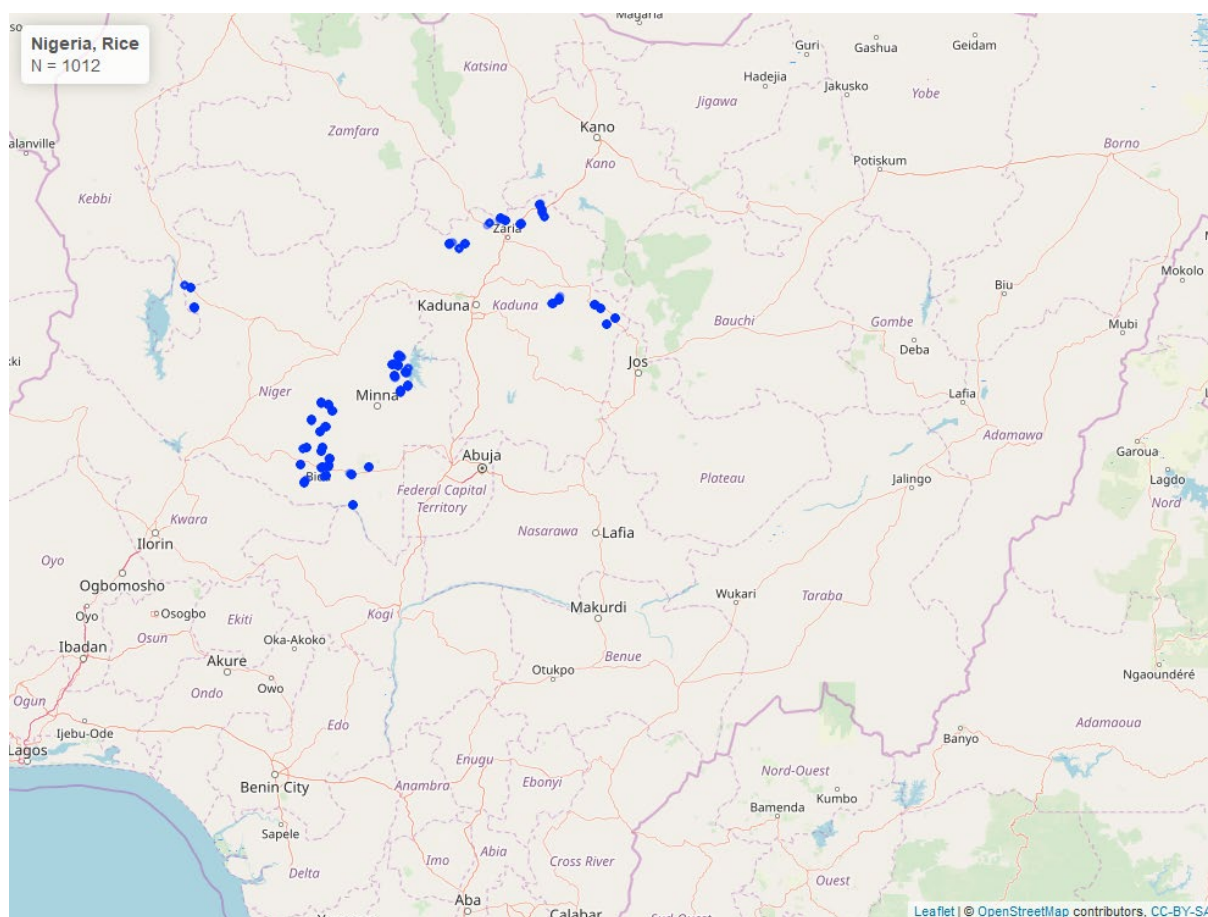 Nigeria, Rice
N = 1012
Magaria
Guri
Gashua
Geidam
Katsina
Hadejia
Jakusko
Yobe
Jigawa
Zamfara
Kano
alanville
Kano
Borno
Potiskum
Kebbi
Zaria
Mokolo
Biu
Kaduna
Kaduna
Bauchi
Gombe
Mubi
Deba
Jos
Niger
Minna
Lafia
Adamawa
Garoua
Abuja
Lagdo
Federal Capital
Territory
Plateau
Jalingo
Nord
Kwara
Nasarawa
Lafia
Ilorin
Oyo
Ogbomosho
Wukari
Taraba
Makurdi
Oyo
Osogbo
Ekiti
Kogi
Ibadan
Osun
Oka-Akoko
Benue
Akure
Otukpo
Ngaoundéré
Ondo
Owo
Ogun
Edo
Ijebu-Ode
Adamaoua
Lagos
Banyo
Enugu
Nord-Ouest
Anambra
Ebonyi
Benin City
Kumbo
Bamenda
Sapele
Abia
Imo
Cross River
Delta
Ouest
Aba
Calabar
Sud-Ouest
Leaflet | © OpenStreetMap contributors, CC-BY-SA